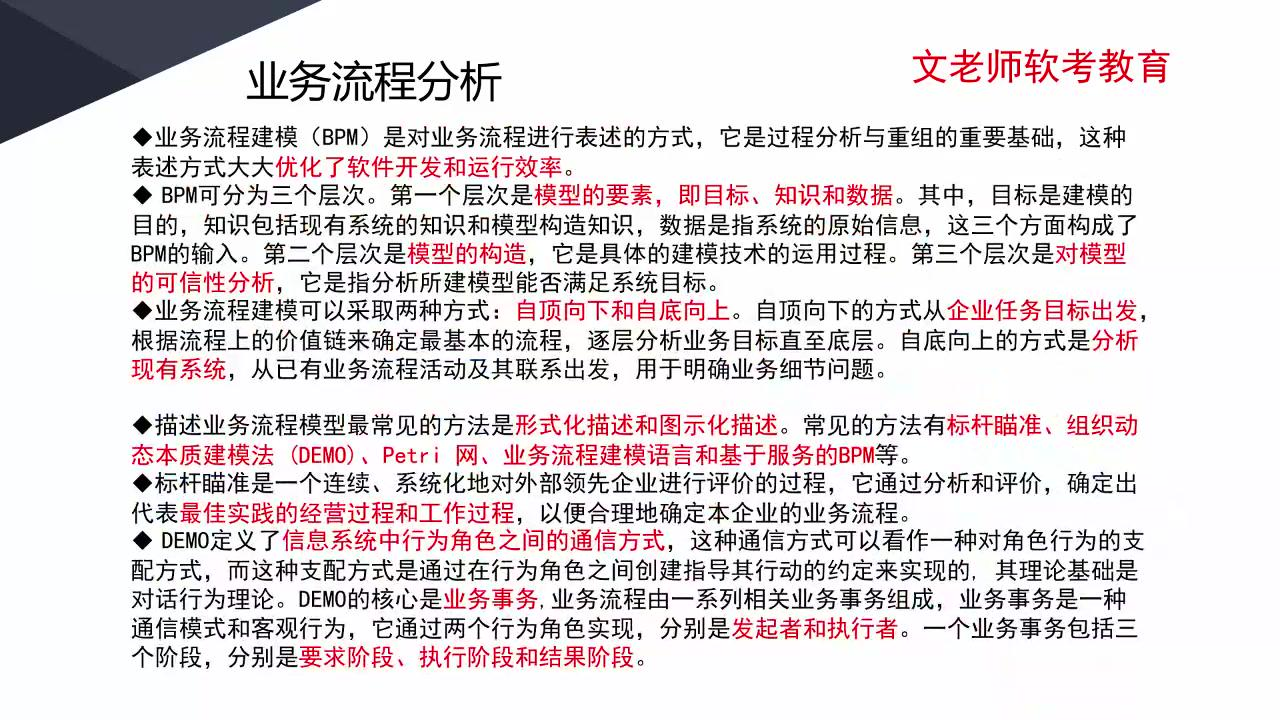 业务流程分析
文老师软考教育
◆业务流程建模（BPM）是对业务流程进行表述的方式，它是过程分析与重组的重要基础，这种
表述方式大大优化了软件开发和运行效率。
◆ BPM可分为三个层次。第一个层次是模型的要素，即目标、知识和数据。其中，目标是建模的
目的，知识包括现有系统的知识和模型构造知识，数据是指系统的原始信息，这三个方面构成了
BPM的输入。第二个层次是模型的构造，它是具体的建模技术的运用过程。第三个层次是对模型
的可信性分析，它是指分析所建模型能否满足系统目标。
◆业务流程建模可以采取两种方式：自顶向下和自底向上。自顶向下的方式从企业任务目标出发，
根据流程上的价值链来确定最基本的流程，逐层分析业务目标直至底层。自底向上的方式是分析
现有系统，从已有业务流程活动及其联系出发，用于明确业务细节问题。
◆描述业务流程模型最常见的方法是形式化描述和图示化描述。常见的方法有标杆瞄准、组织动
态本质建模法 (DEMO)、Petri 网、业务流程建模语言和基于服务的BPM等。
◆标杆瞄准是一个连续、系统化地对外部领先企业进行评价的过程，它通过分析和评价，确定出
代表最佳实践的经营过程和工作过程，以便合理地确定本企业的业务流程。
◆ DEMO定义了信息系统中行为角色之间的通信方式，这种通信方式可以看作一种对角色行为的支
配方式，而这种支配方式是通过在行为角色之间创建指导其行动的约定来实现的, 其理论基础是
对话行为理论。DEMO的核心是业务事务,业务流程由一系列相关业务事务组成，业务事务是一种
通信模式和客观行为，它通过两个行为角色实现，分别是发起者和执行者。一个业务事务包括三
个阶段，分别是要求阶段、执行阶段和结果阶段。